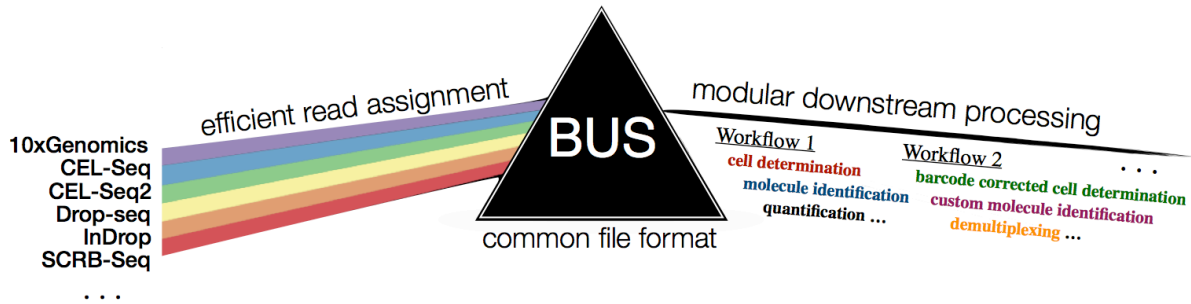 efficient read assignment
10xGenomics
CEL-Seq
CEL-Seq2
Drop-seq
InDrop
SCRB-Seq
. . .
BUS
common file format
modular downstream processing
Workflow 1
cell determination
molecule identification
quantification ...
Workflow 2
barcode corrected cell determination
custom molecule identification
demultiplexing ...
. . .